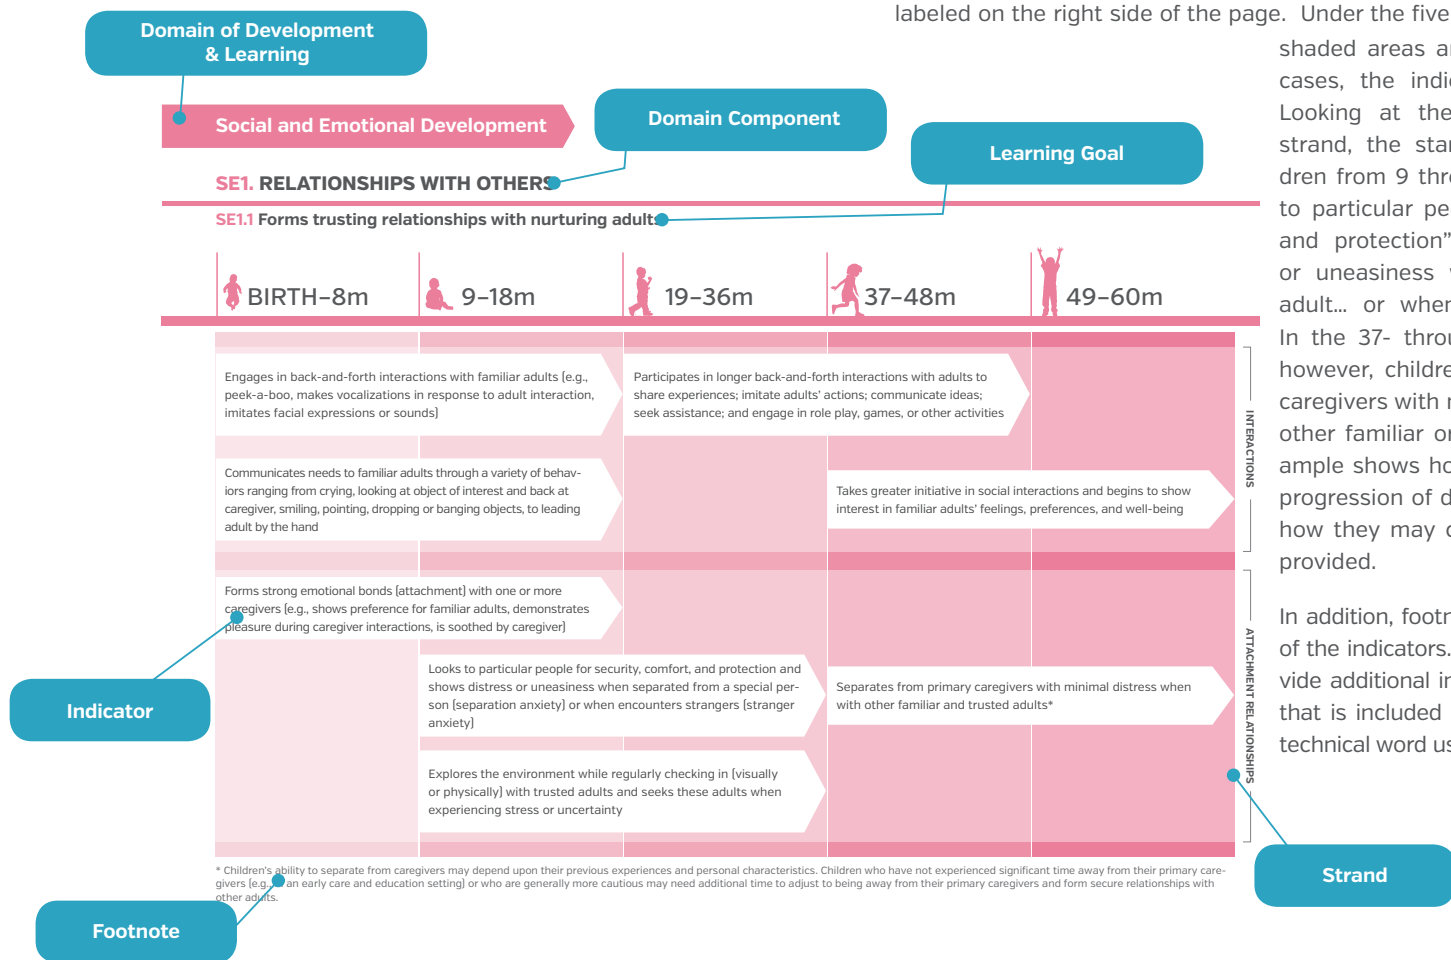 labeled on the right side of the page. Under the five
Domain of Development
& Learning
Social and Emotional Development
Domain Component
Learning Goal
SE1. RELATIONSHIPS WITH OTHERS
SE1.1 Forms trusting relationships with nurturing adults
BIRTH–8m
9–18m
19–36m
37–48m
49–60m
Engages in back-and-forth interactions with familiar adults (e.g.,
peek-a-boo, makes vocalizations in response to adult interaction,
imitates facial expressions or sounds)
Participates in longer back-and-forth interactions with adults to
share experiences; imitate adults' actions; communicate ideas;
seek assistance; and engage in role play, games, or other activities
Communicates needs to familiar adults through a variety of behav-
iors ranging from crying, looking at object of interest and back at
caregiver, smiling, pointing, dropping or banging objects, to leading
adult by the hand
Takes greater initiative in social interactions and begins to show
interest in familiar adults' feelings, preferences, and well-being
INTERACTIONS
Forms strong emotional bonds (attachment) with one or more
caregivers (e.g., shows preference for familiar adults, demonstrates
pleasure during caregiver interactions, is soothed by caregiver)
Looks to particular people for security, comfort, and protection and
shows distress or uneasiness when separated from a special per-
son (separation anxiety) or when encounters strangers (stranger
anxiety)
Separates from primary caregivers with minimal distress when
with other familiar and trusted adults*
Explores the environment while regularly checking in (visually
or physically) with trusted adults and seeks these adults when
experiencing stress or uncertainty
ATTACHMENT RELATIONSHIPS
Indicator
* Children's ability to separate from caregivers may depend upon their previous experiences and personal characteristics. Children who have not experienced significant time away from their primary care-
givers (e.g., an early care and education setting) or who are generally more cautious may need additional time to adjust to being away from their primary caregivers and form secure relationships with
other adults.
Footnote
Strand
shaded areas
cases, the
Looking at the
strand, the
dren from 9
to particular
and protection"
or uneasiness
adult... or when
In the 37-
however,
caregivers with
other familiar
ample shows
progression of
how they may
provided.
In addition,
of the indicators.
vide additional
that is included
technical word